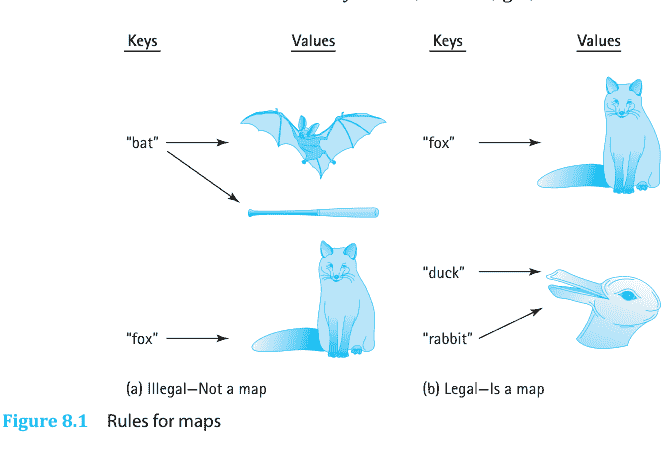 Keys Values Keys Values
"bat" "fox"
"duck"
"fox" "rabbit"
(a) Illegal—Not a map (b) Legal—Is a map
Figure 8.1 Rules for maps